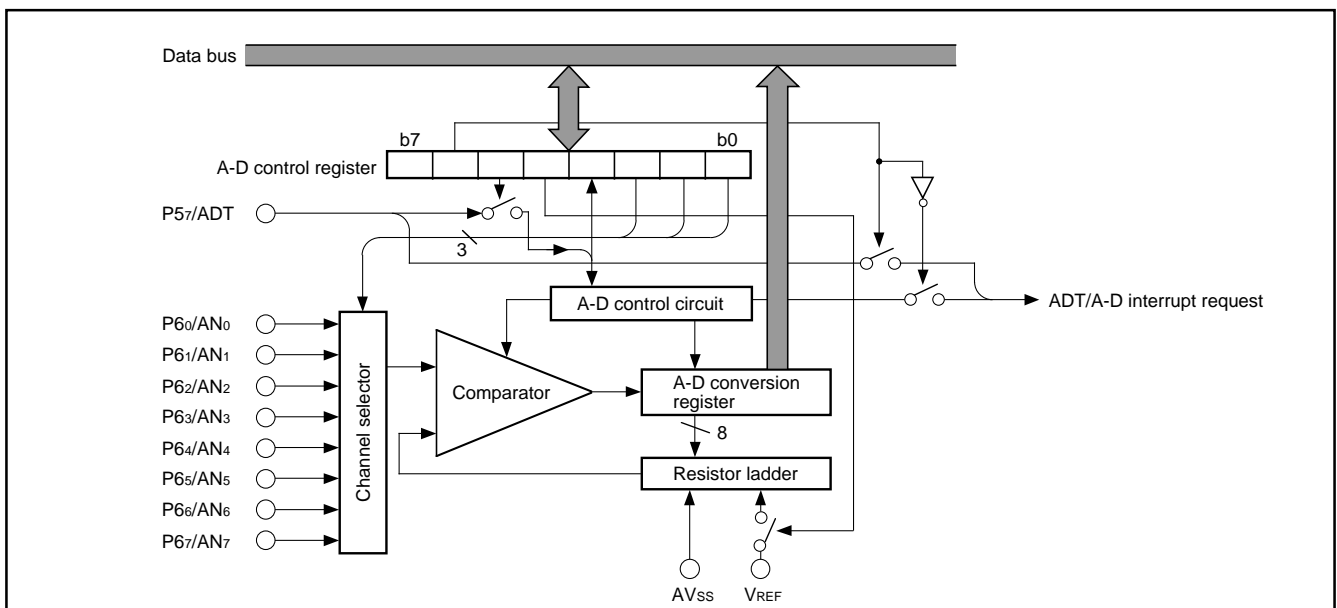 Data bus
b7
b0
A-D control register
P57/ADT
3
A-D control circuit
ADT/A-D interrupt request
P60/AN0
P61/AN1
P62/AN2
P63/AN3
P64/AN4
P65/AN5
P66/AN6
P67/AN7
Channel selector
Comparator
A-D conversion
register
8
Resistor ladder
AVSS
VREF